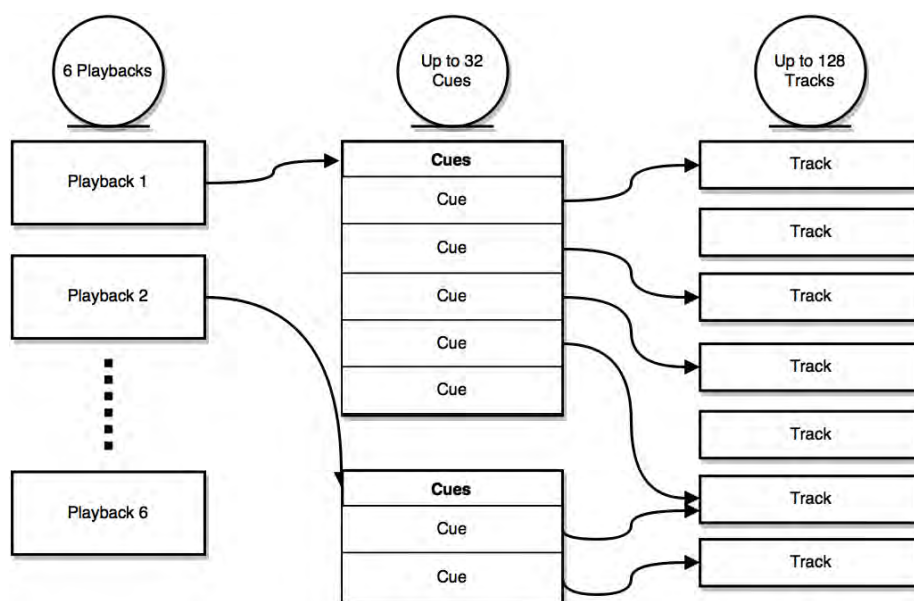 6 Playbacks
Up to 32
Cues
Up to 128
Tracks
Playback 1
Playback 2
Playback 6
Cues
Cue
Cue
Cue
Cue
Cue
Cues
Cue
Cue
Track
Track
Track
Track
Track
Track
Track